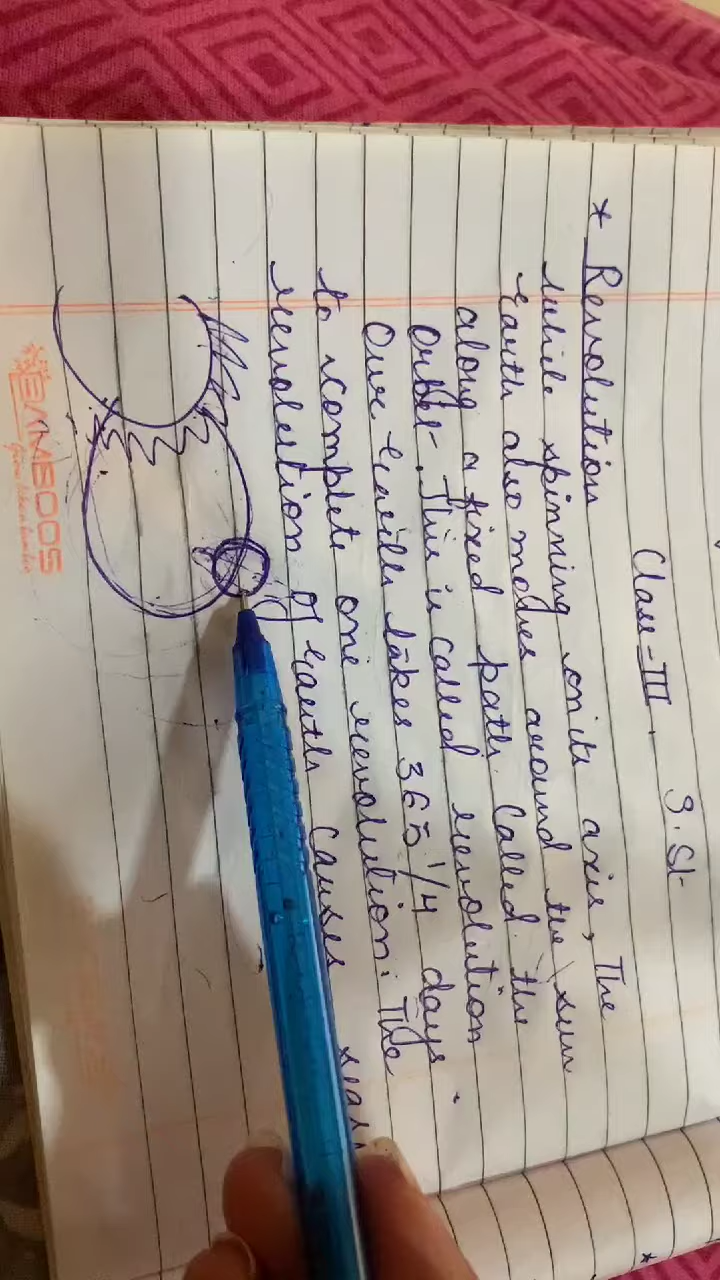 Class-III. S.St
* Revolution
while spinning on its axis, The
earth also moves around the sun
along a fixed path. Called the
Orbit. This is called revolution
Our Earth takes 365 1/4 days.
to complete one revolution. The
revolution of earth causes
BAMBOOS
*